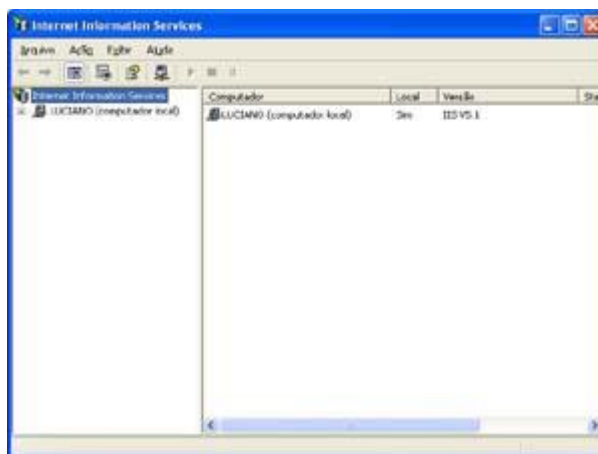 Internet Information Services
Arquivo Ação Exibir Ajuda
Internet Information Services
LUCIANO (computador local)
Computador Local Versão
LUCIANO (computador local) Sim IIS V5.1